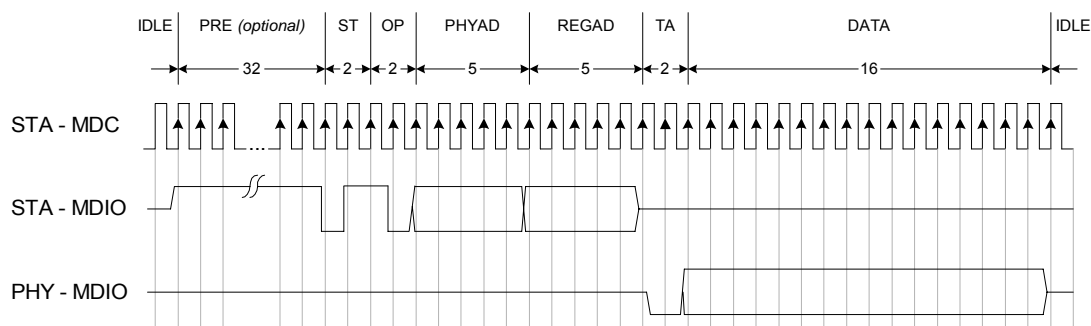 IDLE PRE (optional) ST OP PHYAD REGAD TA DATA IDLE
32 2 2 5 5 2 16
STA - MDC ...
STA - MDIO
PHY - MDIO